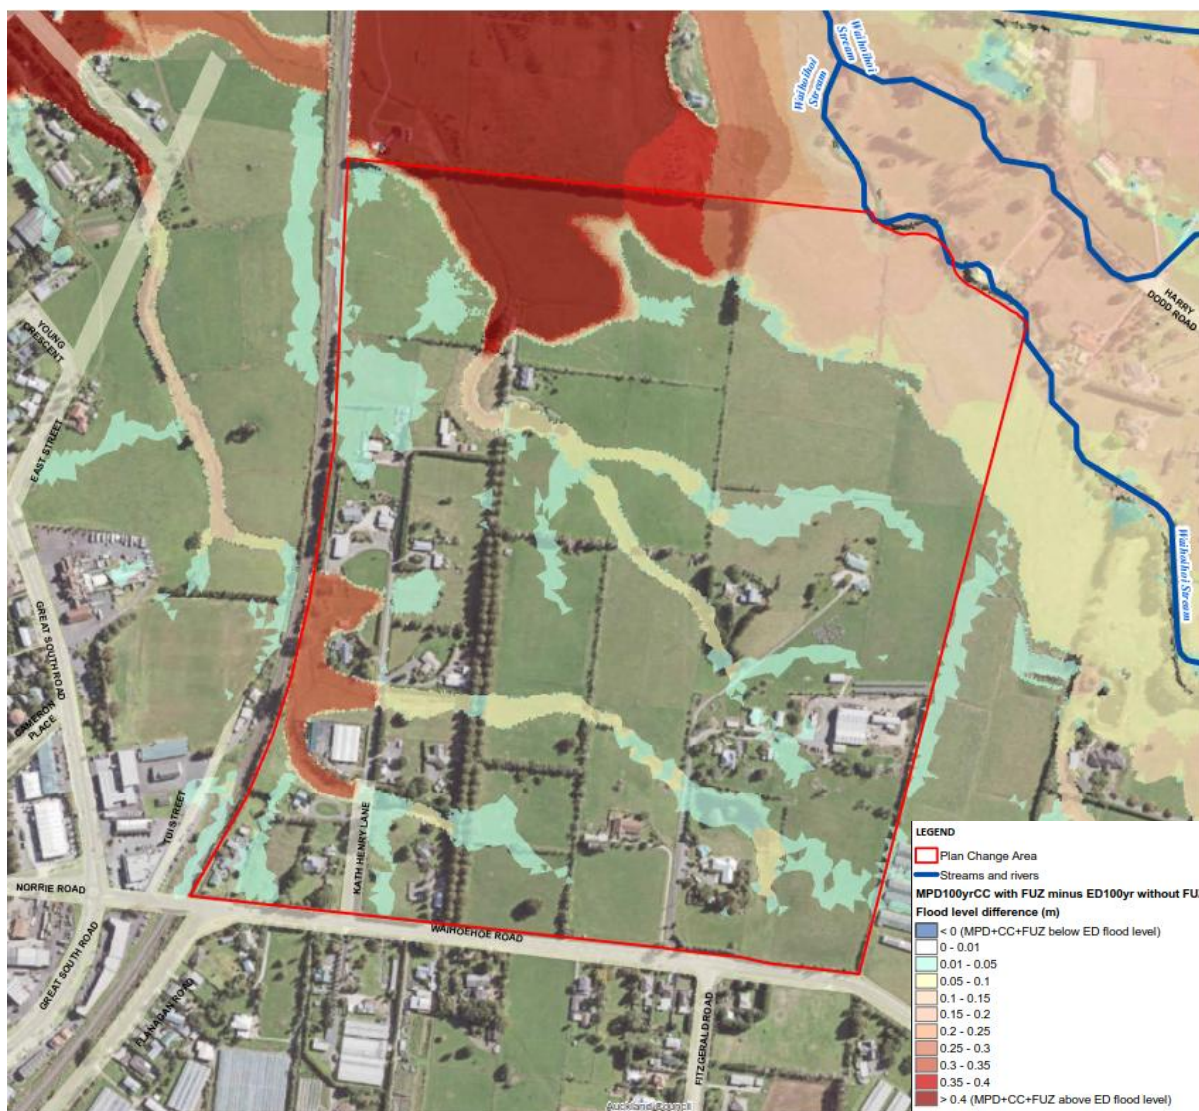 Waihoihoi
Stream
Waihoihoi
Stream
HARRY
DODD ROAD
YOUNG
CRESCENT
EAST STREET
Waihoihoi Stream
GREAT SOUTH ROAD
CAMERON
PLACE
TUI STREET
KATH HENRY LANE
NORRIE ROAD
WAIHOEHOE ROAD
GREAT SOUTH ROAD
FLANAGAN ROAD
FITZGERALD ROAD
Auckland Council
LEGEND
Plan Change Area
Streams and rivers
MPD100yrCC with FUZ minus ED100yr without FUZ
Flood level difference (m)
< 0 (MPD+CC+FUZ below ED flood level)
0 - 0.01
0.01 - 0.05
0.05 - 0.1
0.1 - 0.15
0.15 - 0.2
0.2 - 0.25
0.25 - 0.3
0.3 - 0.35
0.35 - 0.4
> 0.4 (MPD+CC+FUZ above ED flood level)